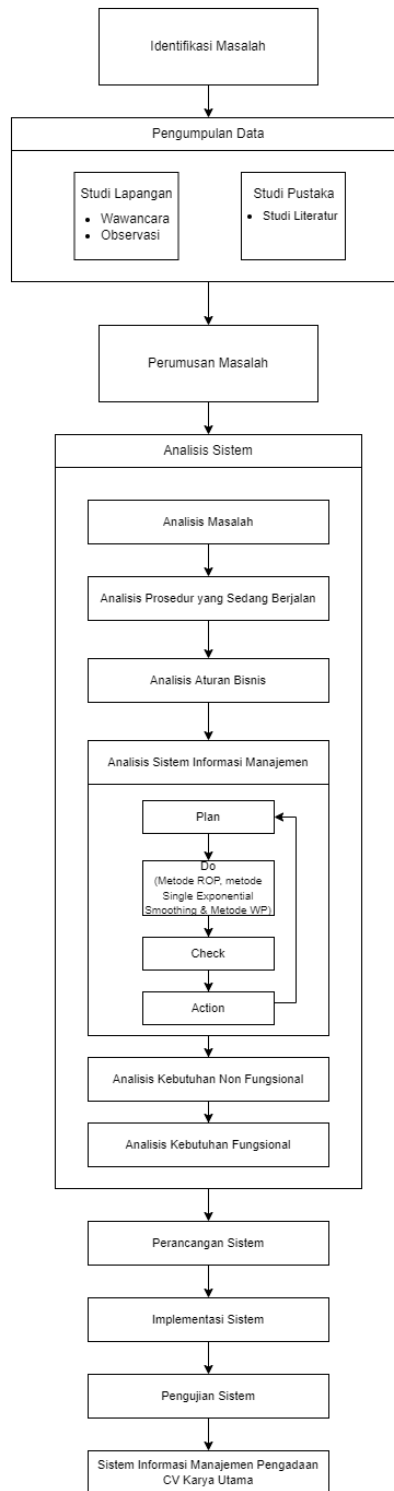 Identifikasi Masalah
Pengumpulan Data
Studi Lapangan
• Wawancara
• Observasi
Studi Pustaka
• Studi Literatur
Perumusan Masalah
Analisis Sistem
Analisis Masalah
Analisis Prosedur yang Sedang Berjalan
Analisis Aturan Bisnis
Analisis Sistem Informasi Manajemen
Plan
Do
(Metode ROP, metode
Single Exponential
Smoothing & Metode WP)
Check
Action
Analisis Kebutuhan Non Fungsional
Analisis Kebutuhan Fungsional
Perancangan Sistem
Implementasi Sistem
Pengujian Sistem
Sistem Informasi Manajemen Pengadaan
CV Karya Utama